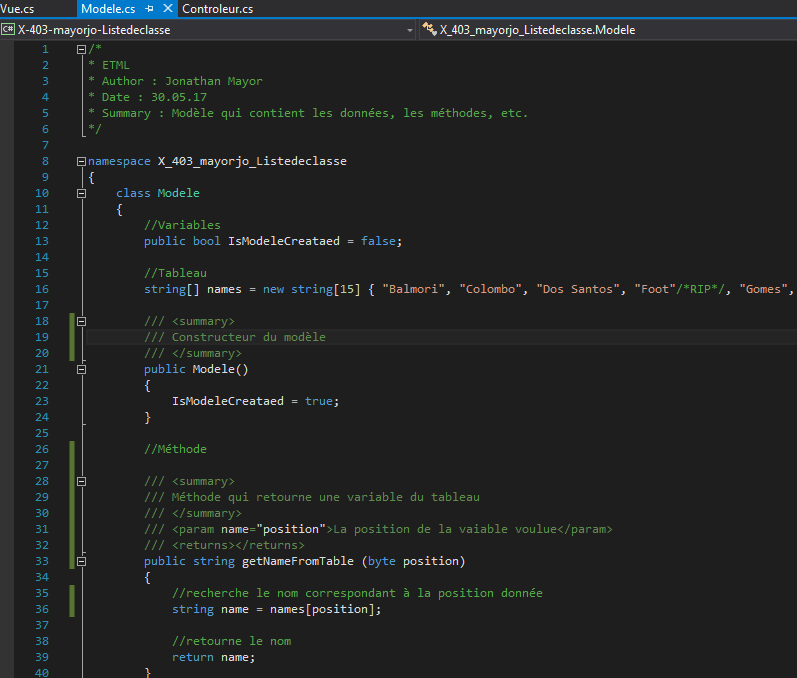 Vue.cs Modele.cs Controleur.cs
C# X-403-mayorjo-Listedeclasse X_403_mayorjo_Listedeclasse.Modele
1 /*
2 * ETML
3 * Author : Jonathan Mayor
4 * Date : 30.05.17
5 * Summary : Modèle qui contient les données, les méthodes, etc.
6 */
7
8 namespace X_403_mayorjo_Listedeclasse
9 {
10 class Modele
11 {
12 //Variables
13 public bool IsModeleCreataed = false;
14
15 //Tableau
16 string[] names = new string[15] { "Balmori", "Colombo", "Dos Santos", "Foot"/*RIP*/, "Gomes",
17
18 /// <summary>
19 /// Constructeur du modèle
20 /// </summary>
21 public Modele()
22 {
23 IsModeleCreataed = true;
24 }
25
26 //Méthode
27
28 /// <summary>
29 /// Méthode qui retourne une variable du tableau
30 /// </summary>
31 /// <param name="position">La position de la vaiable voulue</param>
32 /// <returns></returns>
33 public string getNameFromTable (byte position)
34 {
35 //recherche le nom correspondant à la position donnée
36 string name = names[position];
37
38 //retourne le nom
39 return name;
40 }